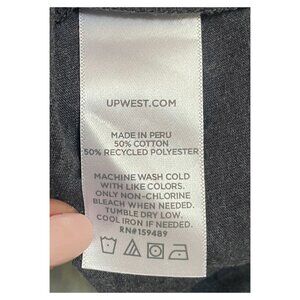 UPWEST.COM
MADE IN PERU
50% COTTON
50% RECYCLED POLYESTER
MACHINE WASH COLD
WITH LIKE COLORS.
ONLY NON-CHLORINE
BLEACH WHEN NEEDED.
TUMBLE DRY LOW.
COOL IRON IF NEEDED.
RN#159489